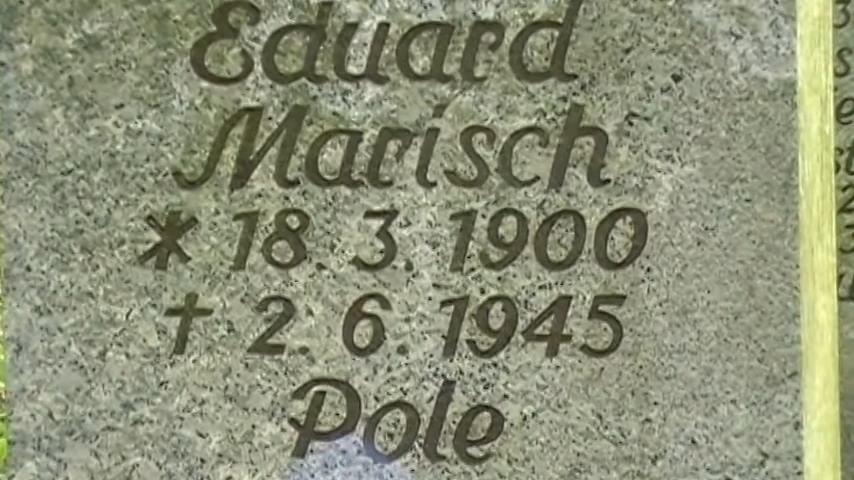 Eduard
Marisch
* 18. 3. 1900
† 2. 6. 1945
Pole